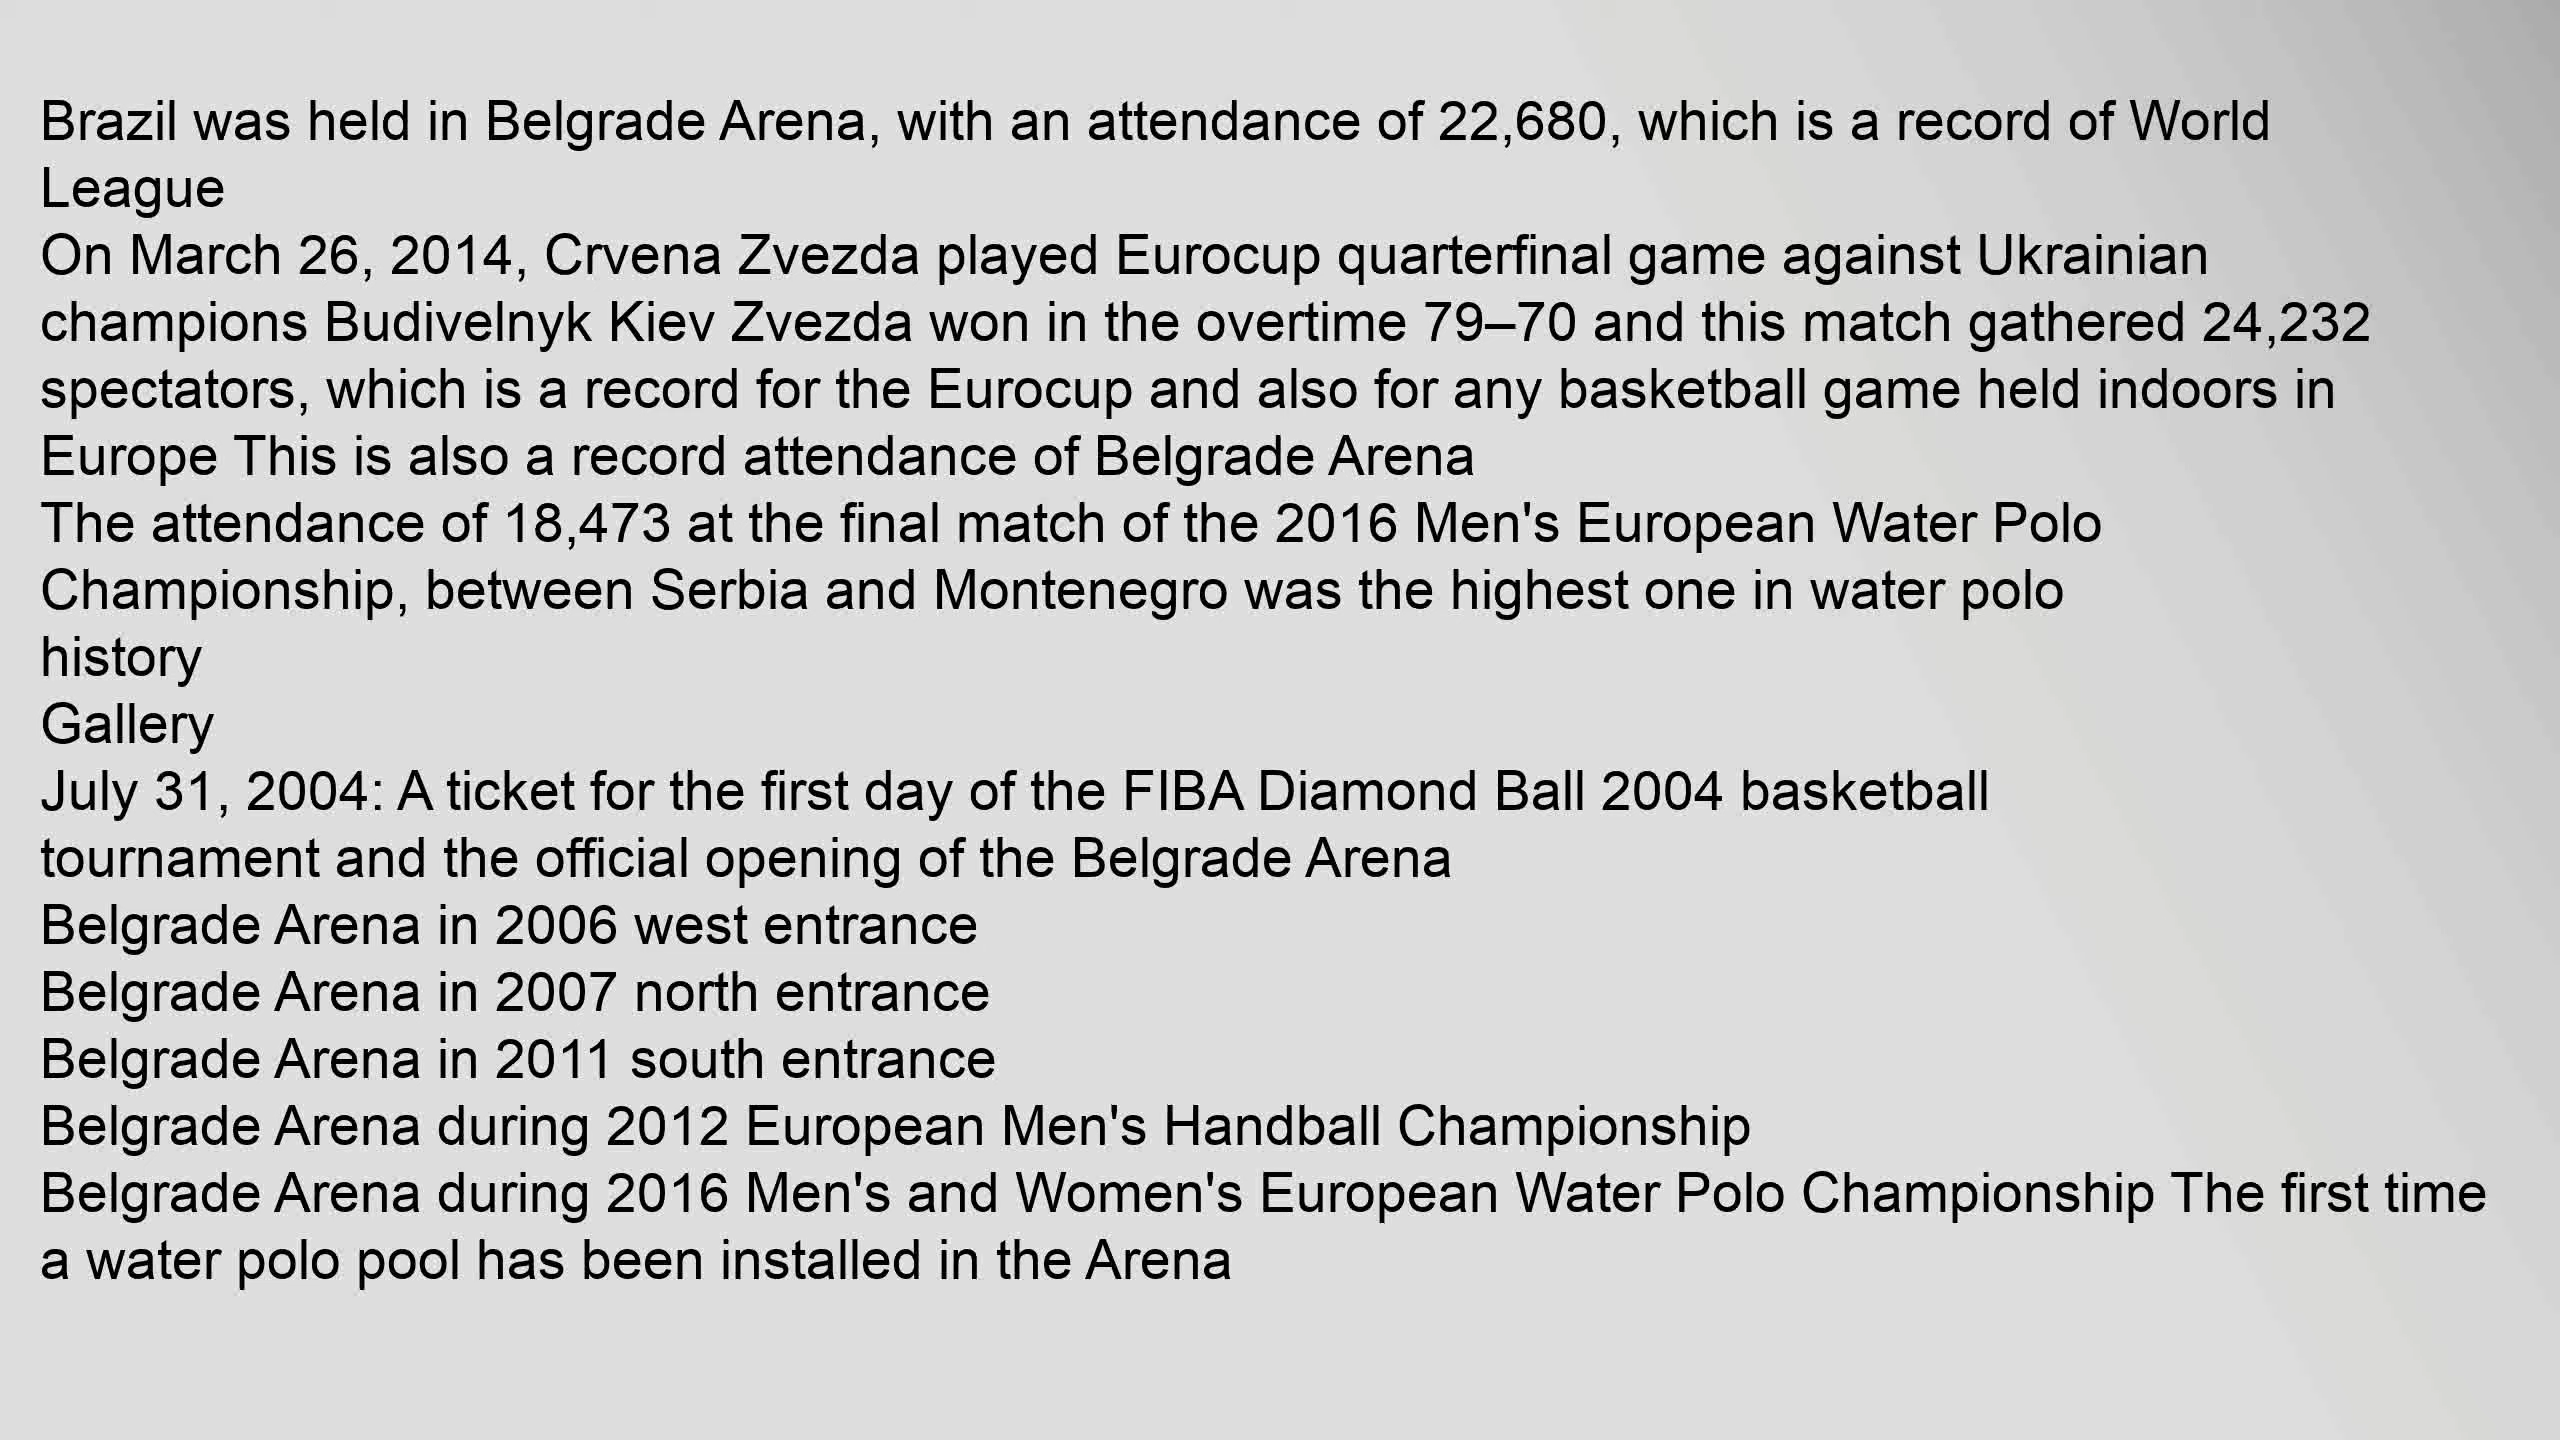 Brazil was held in Belgrade Arena, with an attendance of 22,680, which is a record of World
League
On March 26, 2014, Crvena Zvezda played Eurocup quarterfinal game against Ukrainian
champions Budivelnyk Kiev Zvezda won in the overtime 79–70 and this match gathered 24,232
spectators, which is a record for the Eurocup and also for any basketball game held indoors in
Europe This is also a record attendance of Belgrade Arena
The attendance of 18,473 at the final match of the 2016 Men's European Water Polo
Championship, between Serbia and Montenegro was the highest one in water polo
history
Gallery
July 31, 2004: A ticket for the first day of the FIBA Diamond Ball 2004 basketball
tournament and the official opening of the Belgrade Arena
Belgrade Arena in 2006 west entrance
Belgrade Arena in 2007 north entrance
Belgrade Arena in 2011 south entrance
Belgrade Arena during 2012 European Men's Handball Championship
Belgrade Arena during 2016 Men's and Women's European Water Polo Championship The first time
a water polo pool has been installed in the Arena